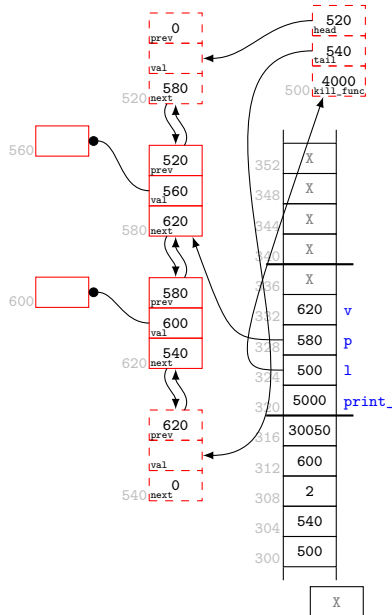 0
prev
val
580
520 next
520
head
540
tail
4000
500 kill_func
560
520
prev
560
val
620
580 next
600
580
prev
600
val
540
620 next
620
prev
val
0
540 next
352 X
348 X
344 X
340 X
336 X
332 620 v
328 580 p
324 500 l
320 5000 print_
316 30050
312 600
308 2
304 540
300 500
X